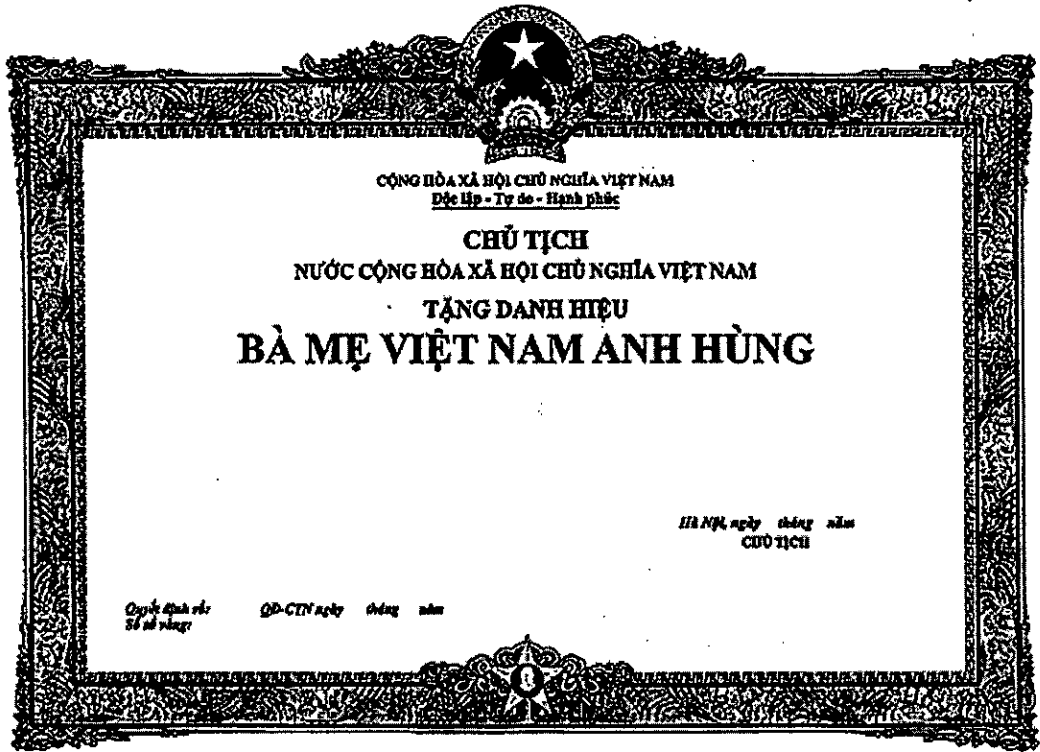 CỘNG HÒA XÃ HỘI CHỦ NGHĨA VIỆT NAM
Độc lập - Tự do - Hạnh phúc
CHỦ TỊCH
NƯỚC CỘNG HÒA XÃ HỘI CHỦ NGHĨA VIỆT NAM
TẶNG DANH HIỆU
BÀ MẸ VIỆT NAM ANH HÙNG
Hà Nội, ngày tháng năm
CHỦ TỊCH
Quyết định số: QĐ-CTN ngày tháng năm
Số sổ vàng: